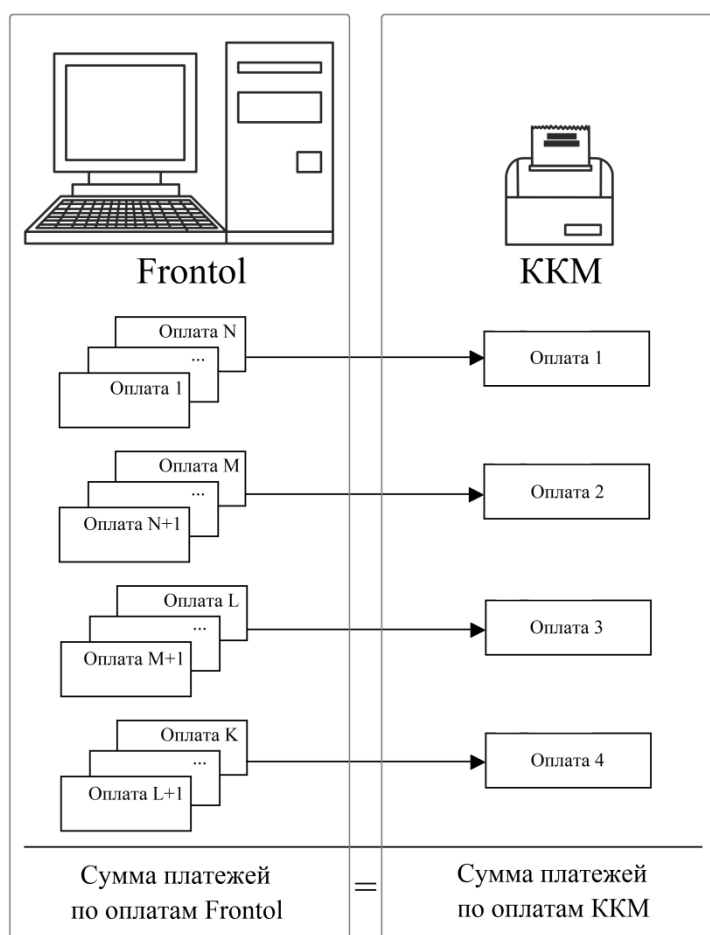 Frontol
ККМ
Оплата N
...
Оплата 1
Оплата 1
Оплата M
...
Оплата N+1
Оплата 2
Оплата L
...
Оплата M+1
Оплата 3
Оплата K
...
Оплата L+1
Оплата 4
Сумма платежей
по оплатам Frontol
=
Сумма платежей
по оплатам ККМ